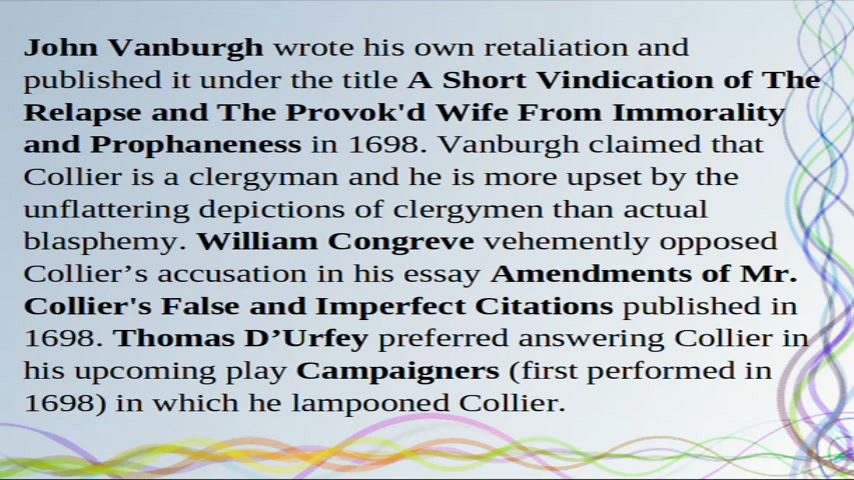 John Vanburgh wrote his own retaliation and
published it under the title A Short Vindication of The
Relapse and The Provok'd Wife From Immorality
and Prophaneness in 1698. Vanburgh claimed that
Collier is a clergyman and he is more upset by the
unflattering depictions of clergymen than actual
blasphemy. William Congreve vehemently opposed
Collier’s accusation in his essay Amendments of Mr.
Collier's False and Imperfect Citations published in
1698. Thomas D’Urfey preferred answering Collier in
his upcoming play Campaigners (first performed in
1698) in which he lampooned Collier.